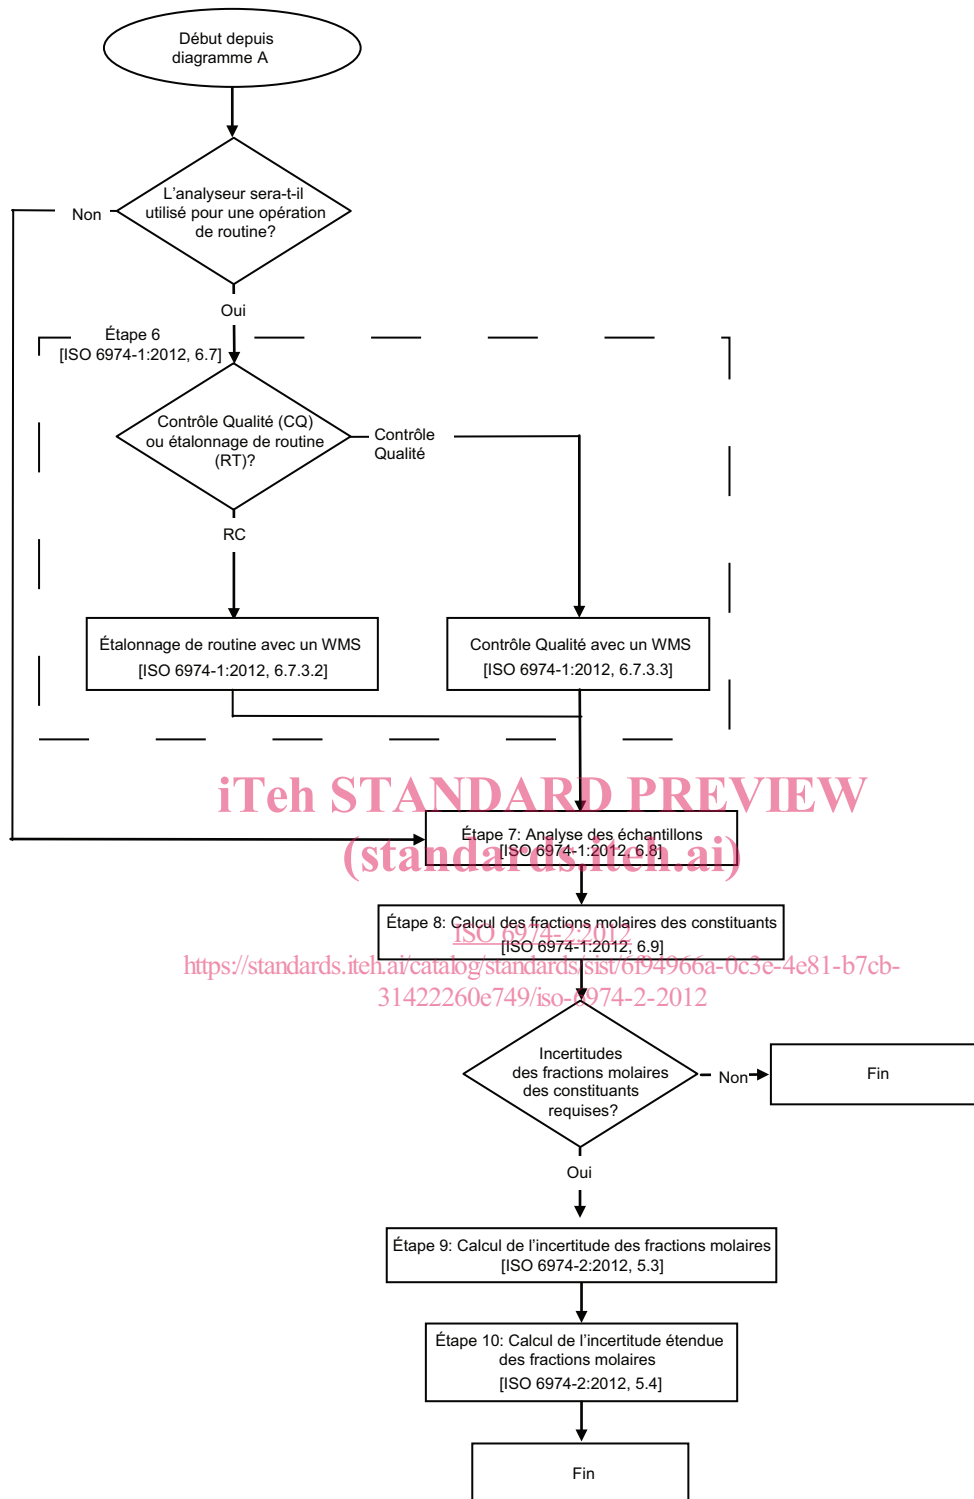 Début depuis
diagramme A
L'analyseur sera-t-il
utilisé pour une opération
de routine?
Non
Oui
Étape 6
[ISO 6974-1:2012, 6.7]
Contrôle Qualité (CQ)
ou étalonnage de routine
(RT)?
Contrôle
Qualité
RC
Étalonnage de routine avec un WMS
[ISO 6974-1:2012, 6.7.3.2]
Contrôle Qualité avec un WMS
[ISO 6974-1:2012, 6.7.3.3]
iTeh STANDARD PREVIEW
(standards.iteh.ai)
Étape 7: Analyse des échantillons
[ISO 6974-1:2012, 6.8]
Étape 8: Calcul des fractions molaires des constituants
[ISO 6974-1:2012, 6.9]
ISO 6974-2:2012
https://standards.iteh.ai/catalog/standards/sist/6f94966a-0c3e-4e81-b7cb-
31422260e749/iso-6974-2-2012
Incertitudes
des fractions molaires
des constituants
requises?
Non
Fin
Oui
Étape 9: Calcul de l'incertitude des fractions molaires
[ISO 6974-2:2012, 5.3]
Étape 10: Calcul de l'incertitude étendue
des fractions molaires
[ISO 6974-2:2012, 5.4]
Fin